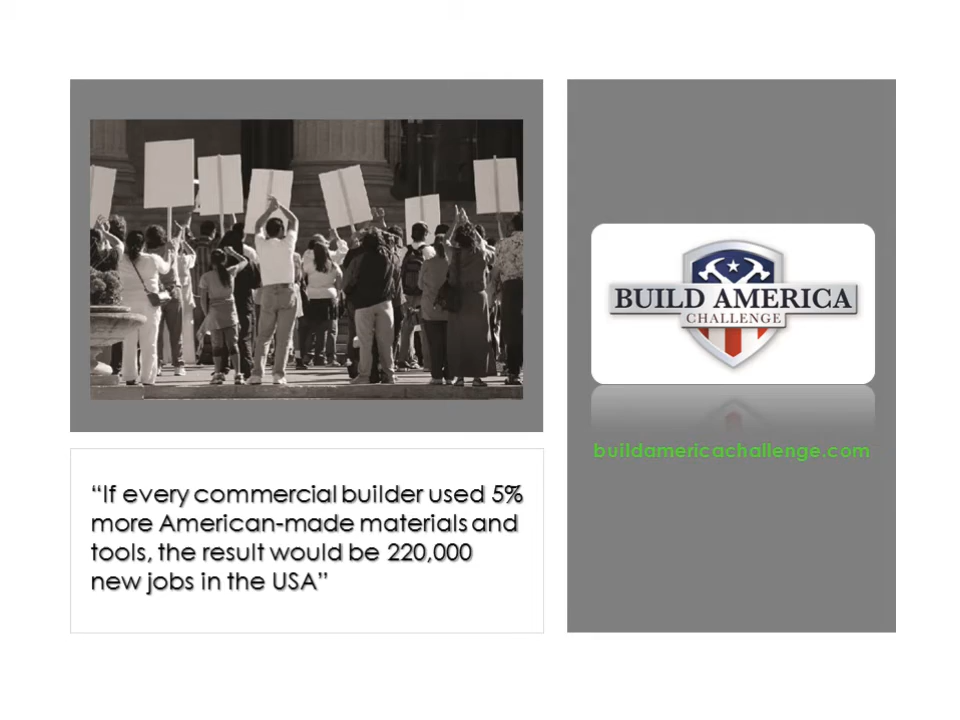 BUILD AMERICA
CHALLENGE
buildamericachallenge.com
“If every commercial builder used 5%
more American-made materials and
tools, the result would be 220,000
new jobs in the USA”